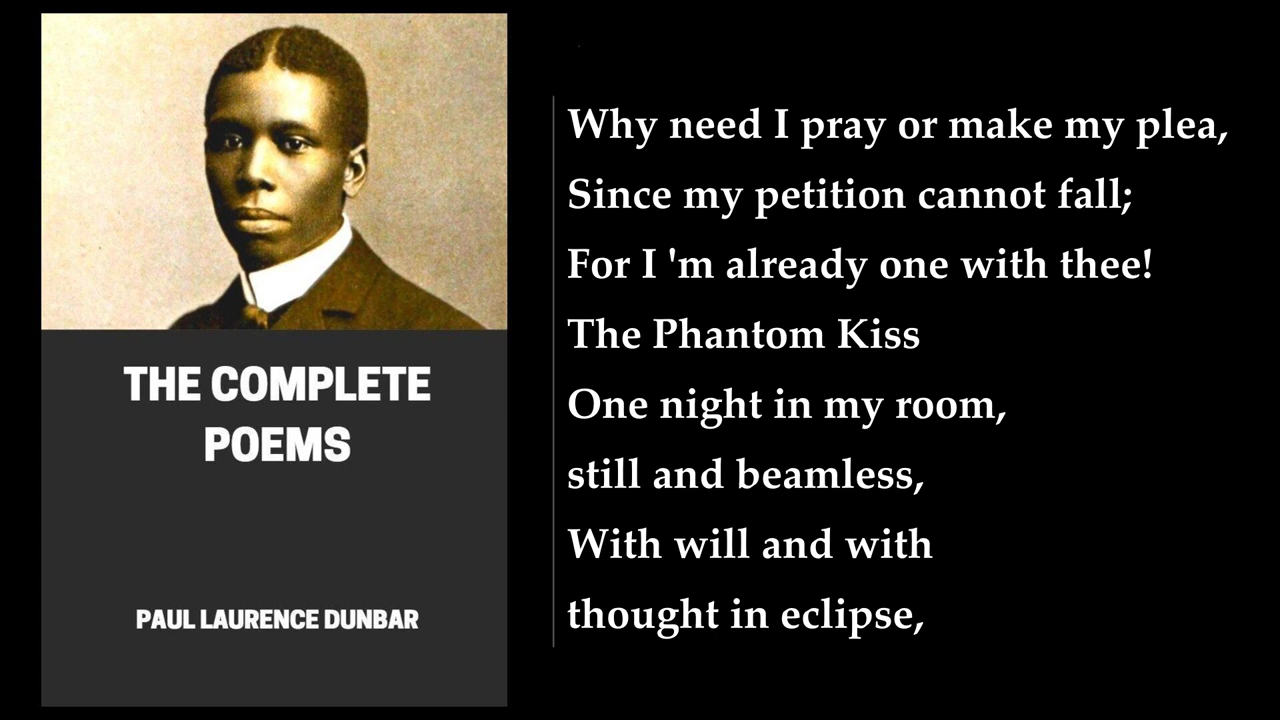 THE COMPLETE
POEMS
PAUL LAURENCE DUNBAR
Why need I pray or make my plea,
Since my petition cannot fall;
For I 'm already one with thee!
The Phantom Kiss
One night in my room,
still and beamless,
With will and with
thought in eclipse,